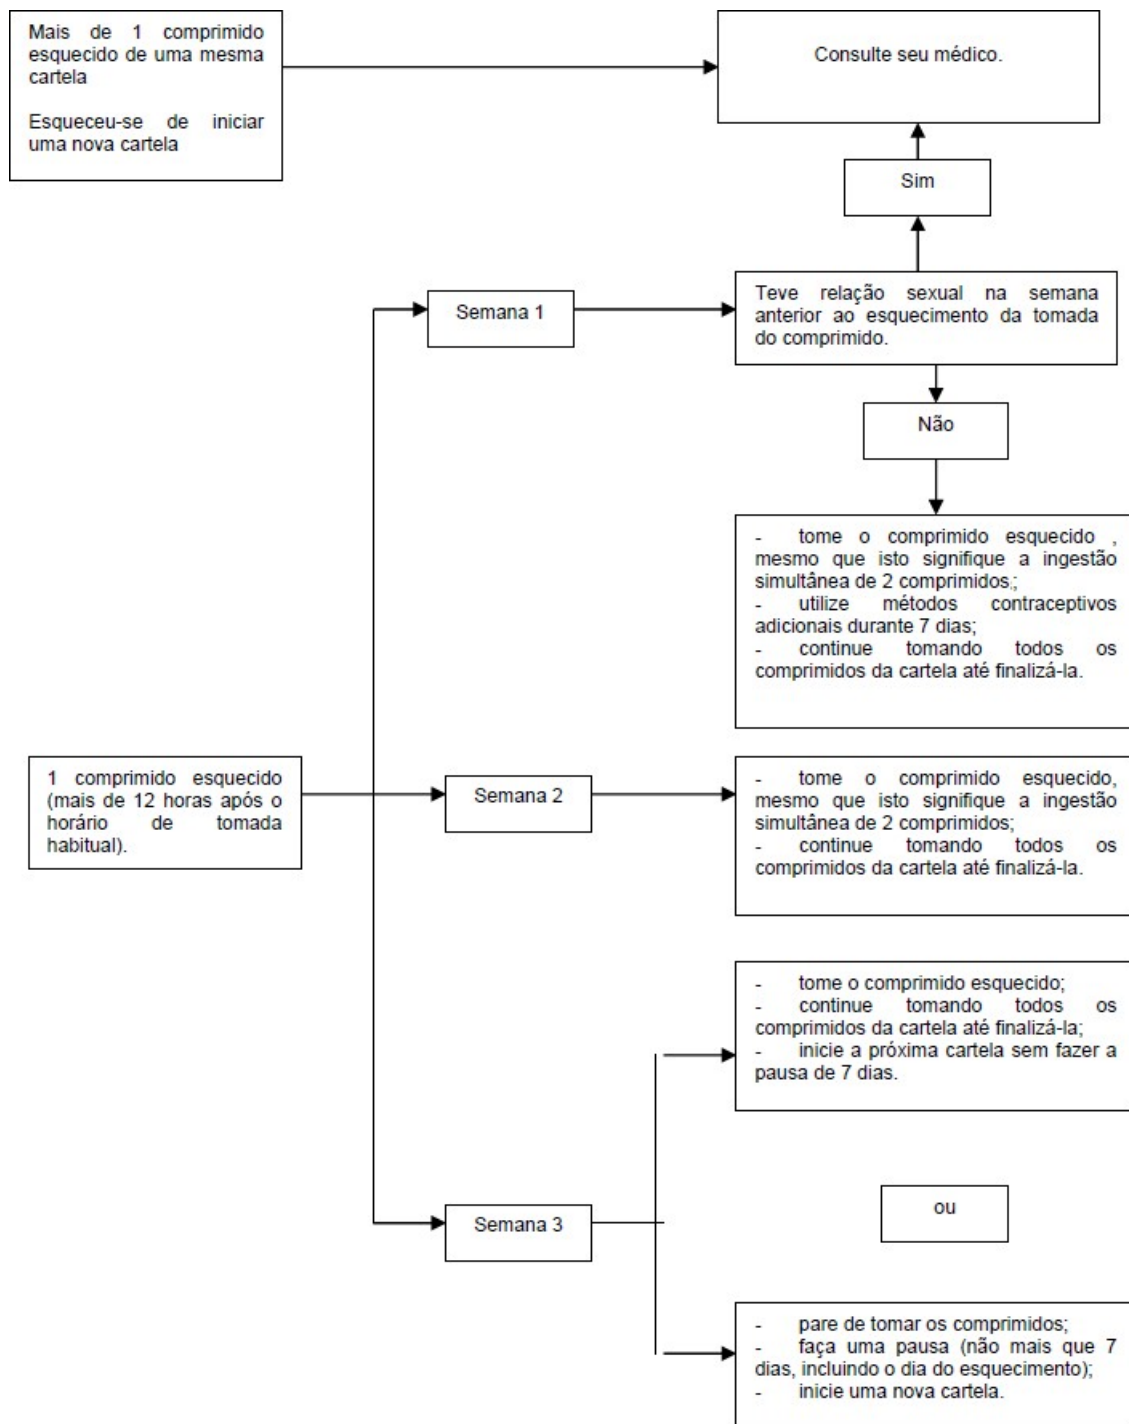 Mais de 1 comprimido
esquecido de uma mesma
cartela
Esqueceu-se de iniciar
uma nova cartela
Consulte seu médico.
Sim
Semana 1
Teve relação sexual na semana
anterior ao esquecimento da tomada
do comprimido.
Não
- tome o comprimido esquecido ,
mesmo que isto signifique a ingestão
simultânea de 2 comprimidos.;
- utilize métodos contraceptivos
adicionais durante 7 dias;
- continue tomando todos os
comprimidos da cartela até finalizá-la.
1 comprimido esquecido
(mais de 12 horas após o
horário de tomada
habitual).
Semana 2
- tome o comprimido esquecido,
mesmo que isto signifique a ingestão
simultânea de 2 comprimidos;
- continue tomando todos os
comprimidos da cartela até finalizá-la.
Semana 3
- tome o comprimido esquecido;
- continue tomando todos os
comprimidos da cartela até finalizá-la;
- inicie a próxima cartela sem fazer a
pausa de 7 dias.
ou
- pare de tomar os comprimidos;
- faça uma pausa (não mais que 7
dias, incluindo o dia do esquecimento);
- inicie uma nova cartela.